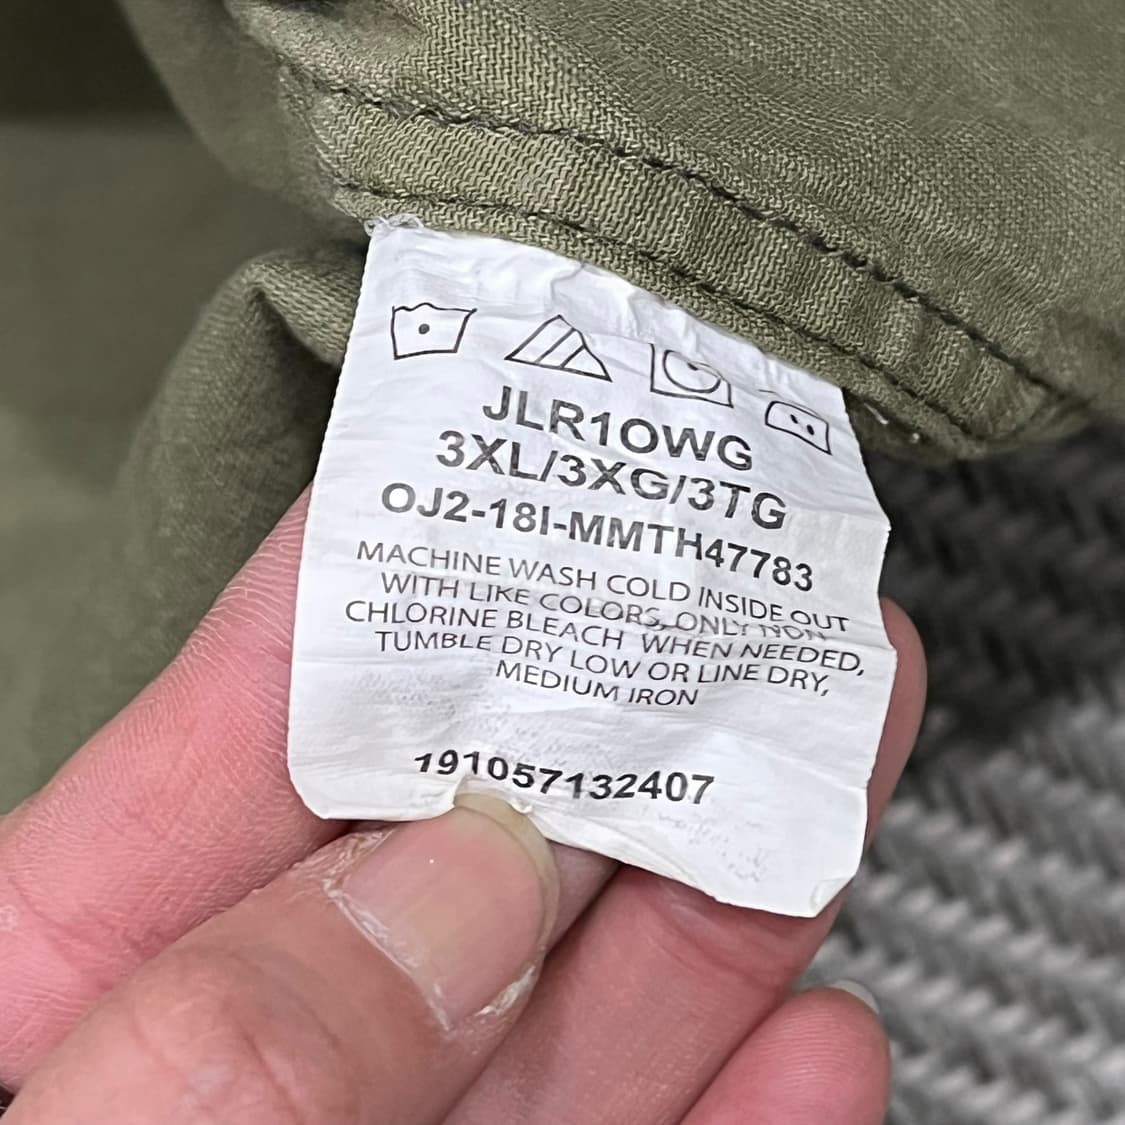 JLR1OWG
3XL/3XG/3TG
OJ2-18I-MMTH47783
MACHINE WASH COLD INSIDE OUT
WITH LIKE COLORS, ONLY NON
CHLORINE BLEACH WHEN NEEDED,
TUMBLE DRY LOW OR LINE DRY,
MEDIUM IRON
191057132407